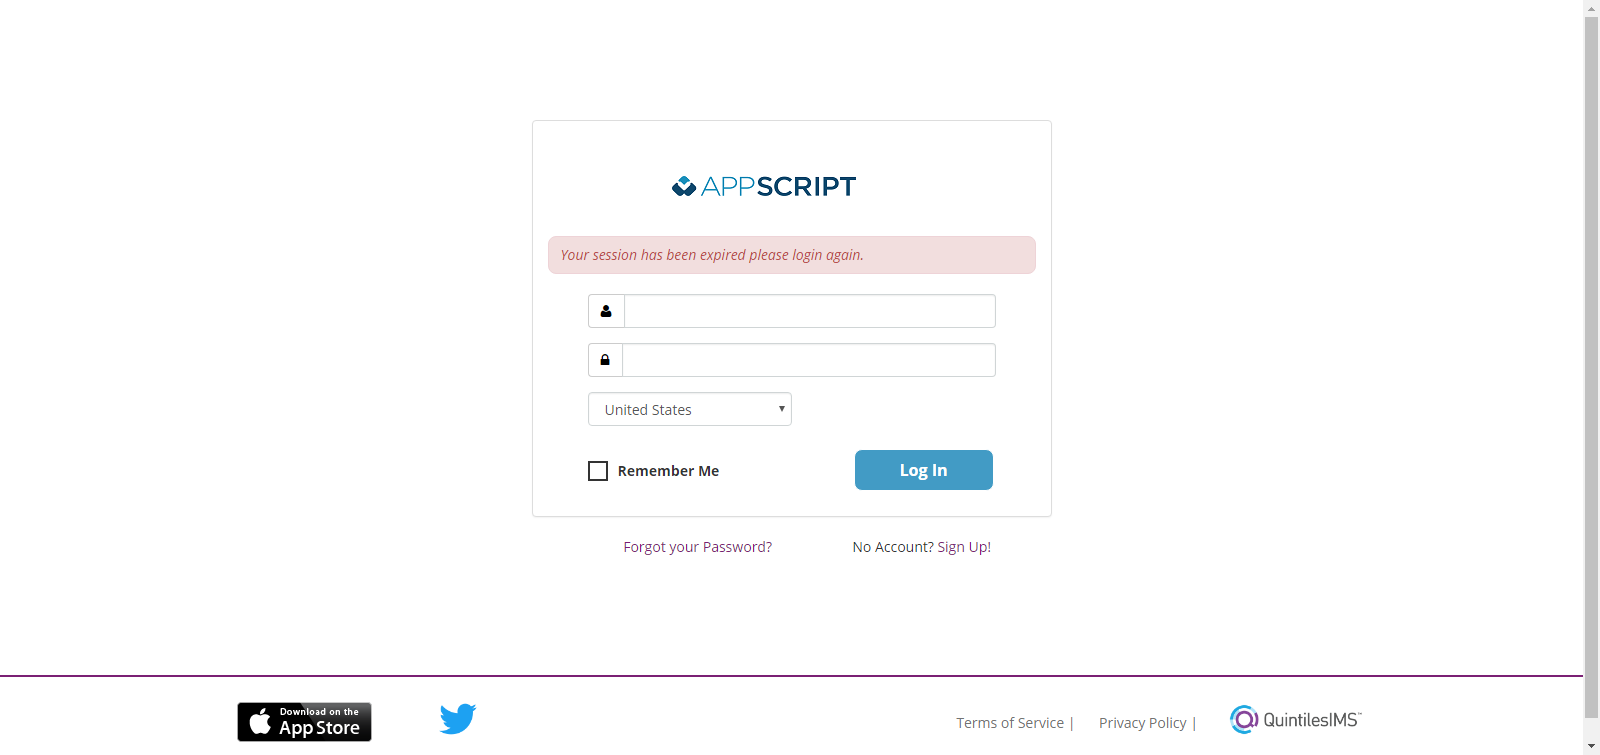 APPSCRIPT
Your session has been expired please login again.
United States
Remember Me
Log In
Forgot your Password?
No Account? Sign Up!
Download on the
App Store
Terms of Service |
Privacy Policy |
QuintilesIMS™